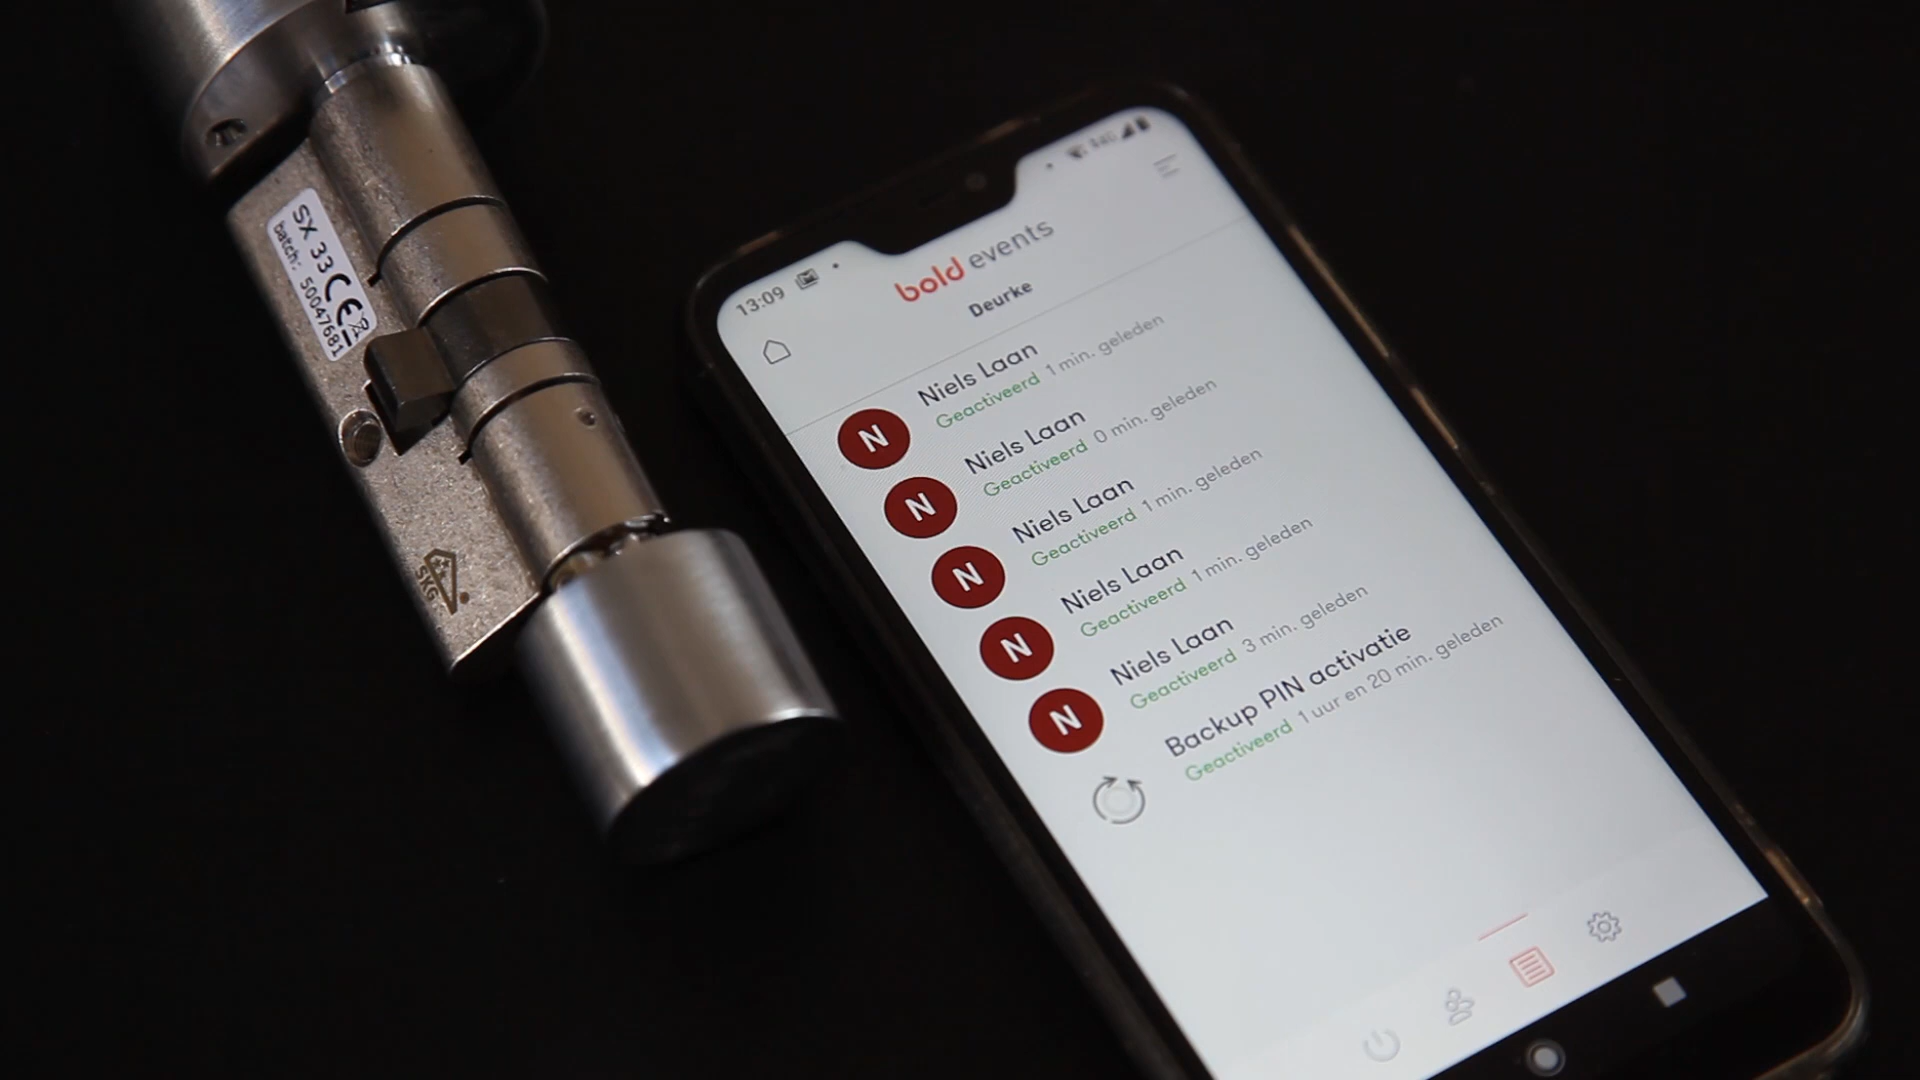 SX 33 CE
batch: 50047681
SKG
13:09
bold events
Deurke
N
Niels Laan
Geactiveerd 1 min. geleden
N
Niels Laan
Geactiveerd 0 min. geleden
N
Niels Laan
Geactiveerd 1 min. geleden
N
Niels Laan
Geactiveerd 1 min. geleden
N
Niels Laan
Geactiveerd 3 min. geleden
Backup PIN activatie
Geactiveerd 1 uur en 20 min. geleden